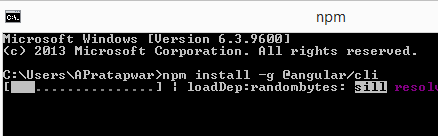 npm
Microsoft Windows [Version 6.3.9600]
(c) 2013 Microsoft Corporation. All rights reserved.
C:\Users\APratapwar>npm install -g @angular/cli
[ ...............] | loadDep:randombytes: sill resolv